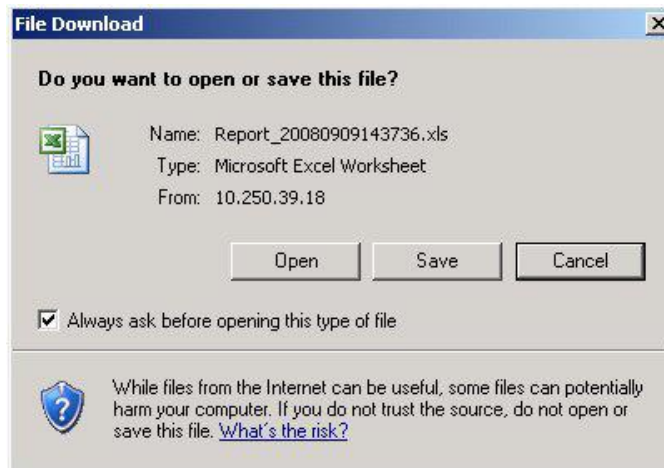 File Download
Do you want to open or save this file?
Name: Report_20080909143736.xls
Type: Microsoft Excel Worksheet
From: 10.250.39.18
Open Save Cancel
Always ask before opening this type of file
While files from the Internet can be useful, some files can potentially
harm your computer. If you do not trust the source, do not open or
save this file. What's the risk?